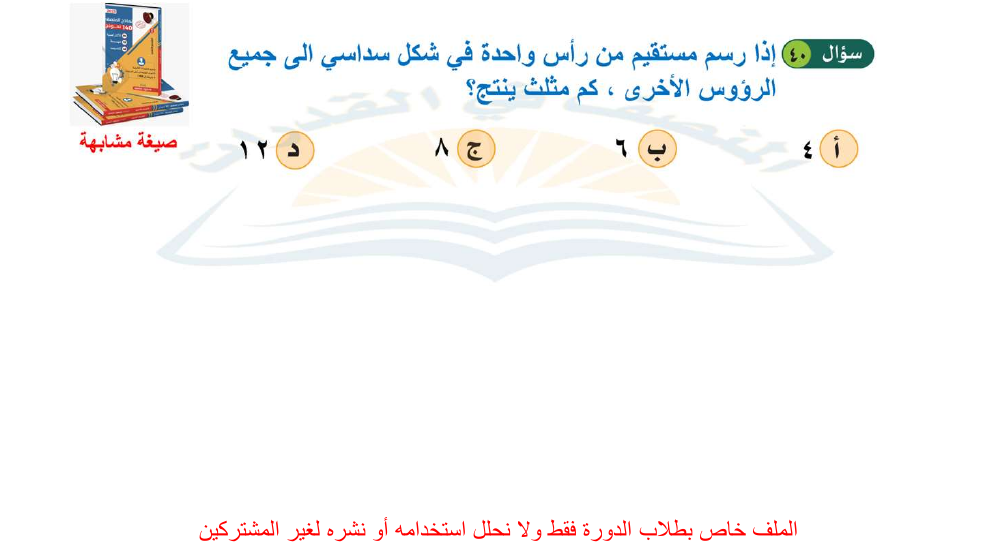 سؤال ٤٠ إذا رسم مستقيم من رأس واحدة في شكل سداسي الى جميع
الرؤوس الأخرى ، كم مثلث ينتج؟
صيغة مشابهة
أ ٤ ب ٦ ج ٨ د ١٢
الملف خاص بطلاب الدورة فقط ولا نحلل استخدامه أو نشره لغير المشتركين